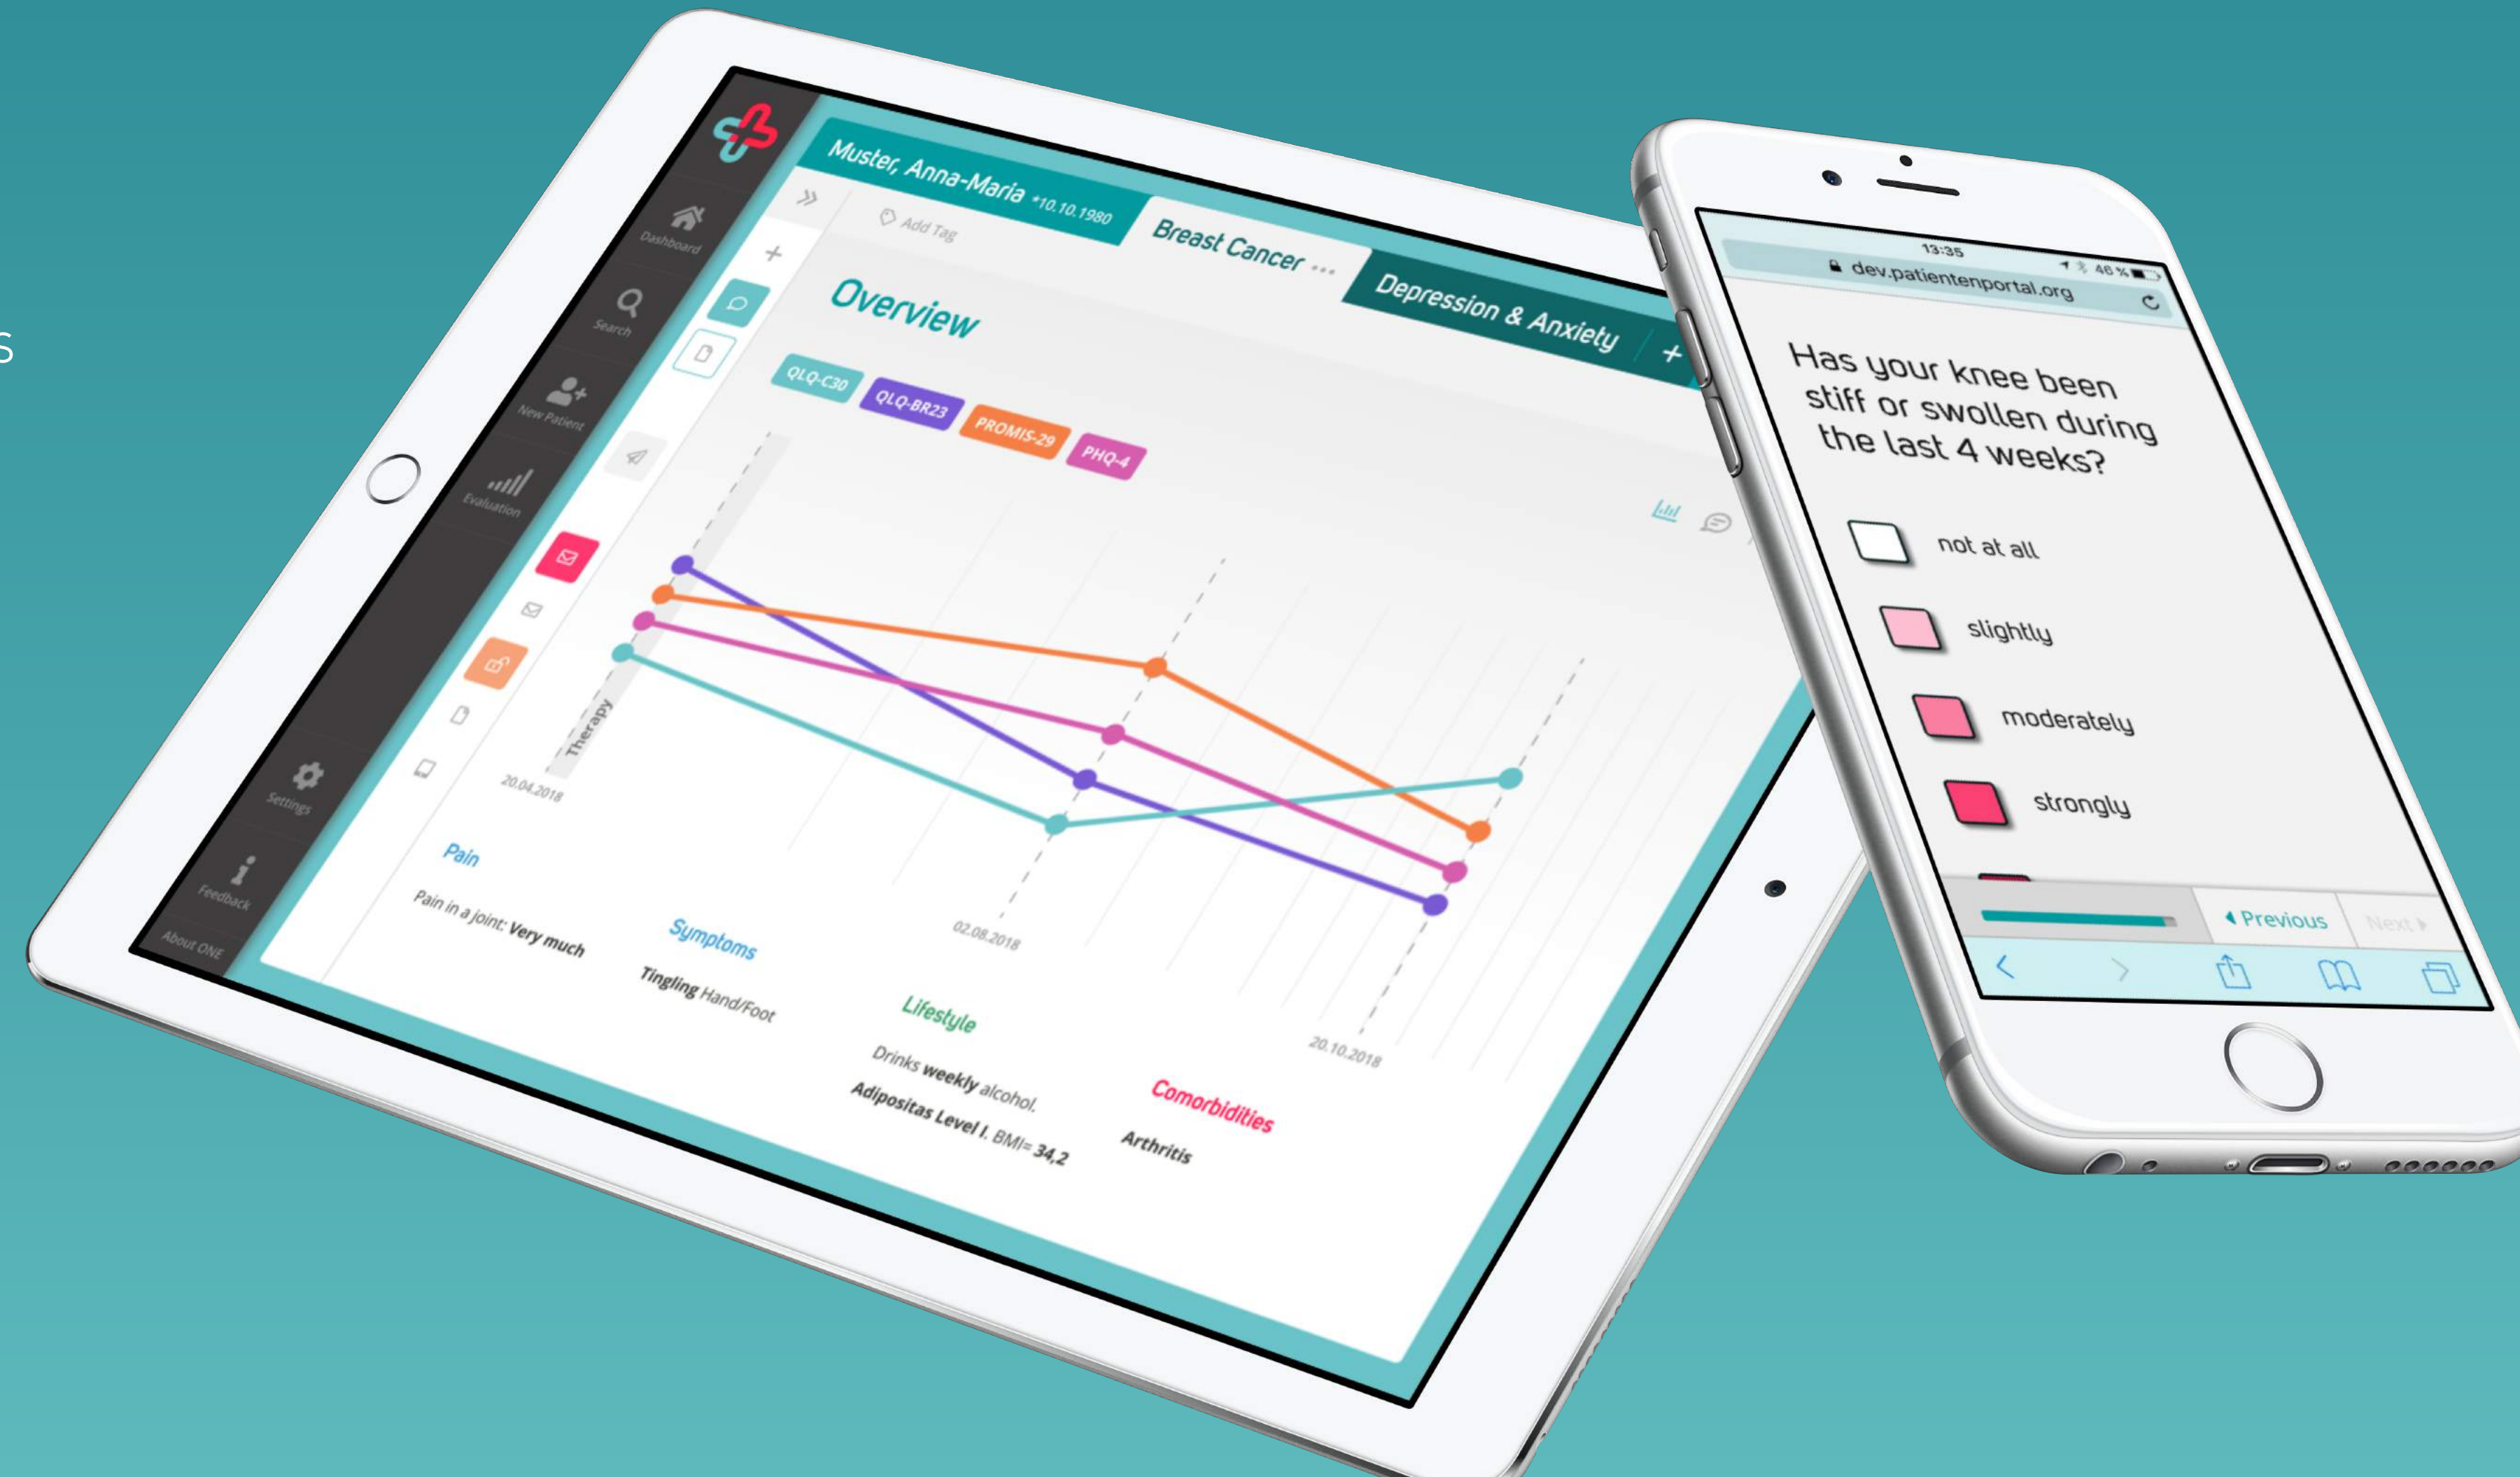 s
Muster, Anna-Maria *10.10.1980
Breast Cancer ...
Depression & Anxiety +
Dashboard
Search
New Patient
Evaluation
Settings
Feedback
About ONE
Add Tag
Overview
QLQ-C30
QLQ-BR23
PROMIS-29
PHQ-4
Therapy
20.04.2018
02.08.2018
20.10.2018
Pain
Pain in a joint: Very much
Symptoms
Tingling Hand/Foot
Lifestyle
Drinks weekly alcohol.
Adipositas Level I. BMI= 34,2
Comorbidities
Arthritis
13:35
46 %
dev.patientenportal.org
Has your knee been
stiff or swollen during
the last 4 weeks?
not at all
slightly
moderately
strongly
Previous
Next